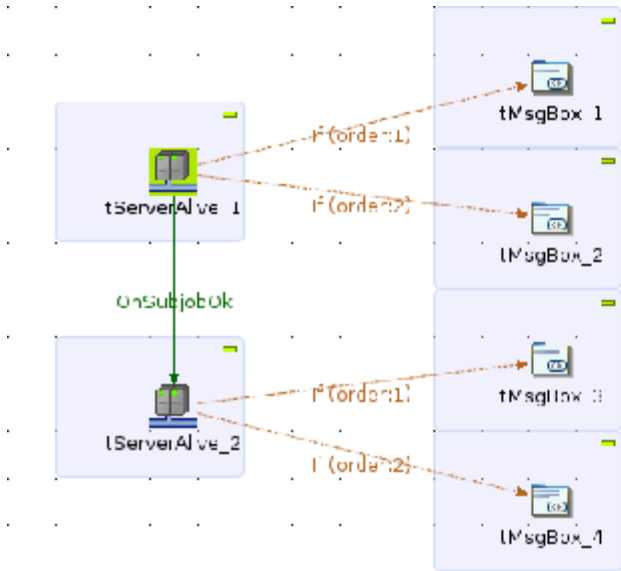 tMsgBox_1
If (order:1)
tServerAlive_1
If (order:2)
tMsgBox_2
OnSubjobOk
If (order:1)
tMsgBox_3
tServerAlive_2
If (order:2)
tMsgBox_4